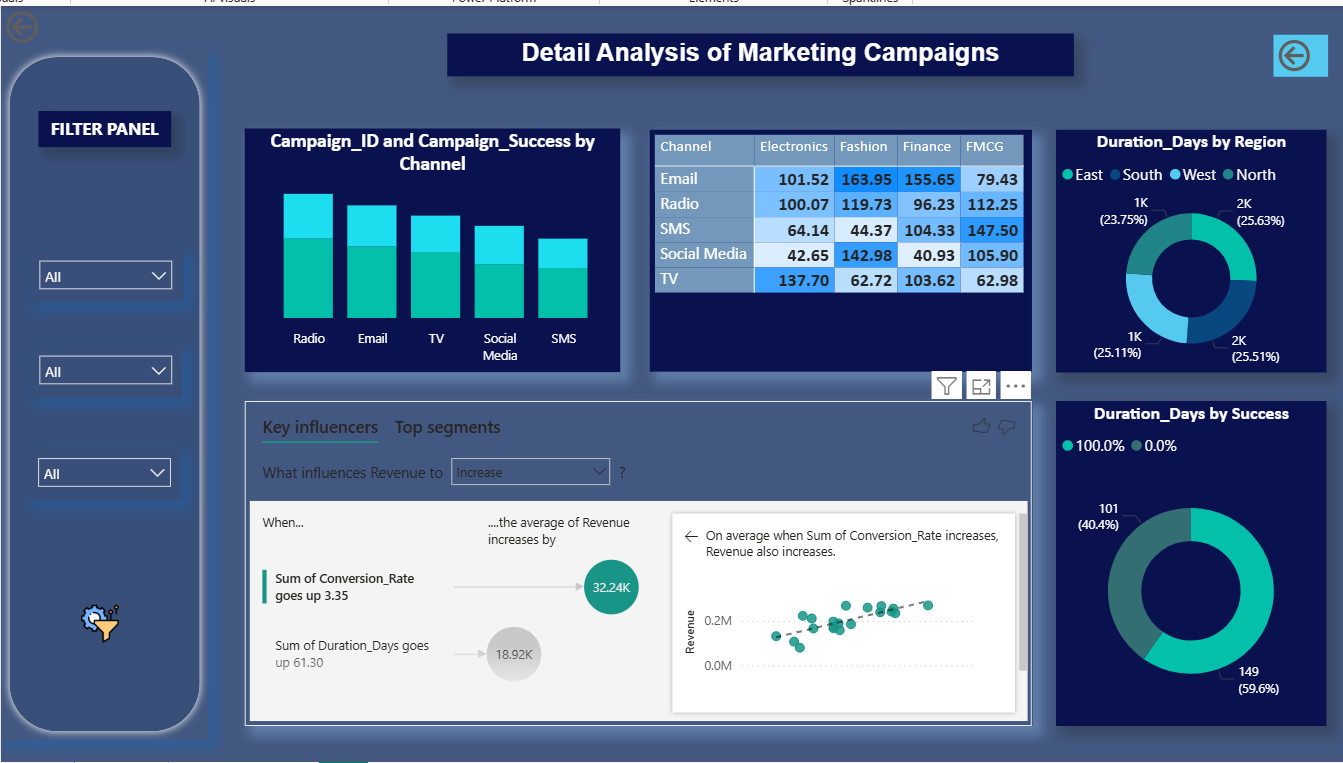 Detail Analysis of Marketing Campaigns
FILTER PANEL
All
All
All
Campaign_ID and Campaign_Success by
Channel
Radio
Email
TV
Social
Media
SMS
Channel Electronics Fashion Finance FMCG
Email 101.52 163.95 155.65 79.43
Radio 100.07 119.73 96.23 112.25
SMS 64.14 44.37 104.33 147.50
Social Media 42.65 142.98 40.93 105.90
TV 137.70 62.72 103.62 62.98
Duration_Days by Region
East South West North
1K
(23.75%)
2K
(25.63%)
1K
(25.11%)
2K
(25.51%)
Key influencers Top segments
What influences Revenue to Increase ?
When...
....the average of Revenue
increases by
Sum of Conversion_Rate
goes up 3.35
32.24K
Sum of Duration_Days goes
up 61.30
18.92K
On average when Sum of Conversion_Rate increases,
Revenue also increases.
Revenue
0.2M
0.0M
Duration_Days by Success
100.0% 0.0%
101
(40.4%)
149
(59.6%)